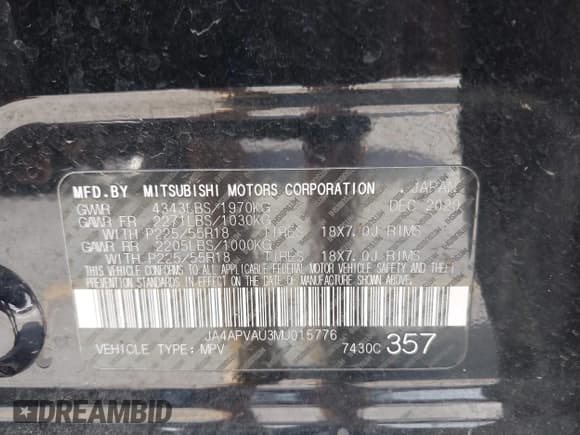 MFD.BY MITSUBISHI MOTORS CORPORATION , JAPAN
GVWR 4343LBS/1970KG DEC 2020
GAWR FR 2271LBS/1030KG
WITH P225/55R18 TIRES 18X7.0J RIMS
GAWR RR 2205LBS/1000KG
WITH P225/55R18 TIRES 18X7.0J RIMS
THIS VEHICLE CONFORMS TO ALL APPLICABLE FEDERAL MOTOR VEHICLE SAFETY AND THEFT
PREVENTION STANDARDS IN EFFECT ON THE DATE OF MANUFACTURE SHOWN ABOVE.
JA4APVAU3MJ015776
VEHICLE TYPE: MPV 7430C 357
DREAMBID